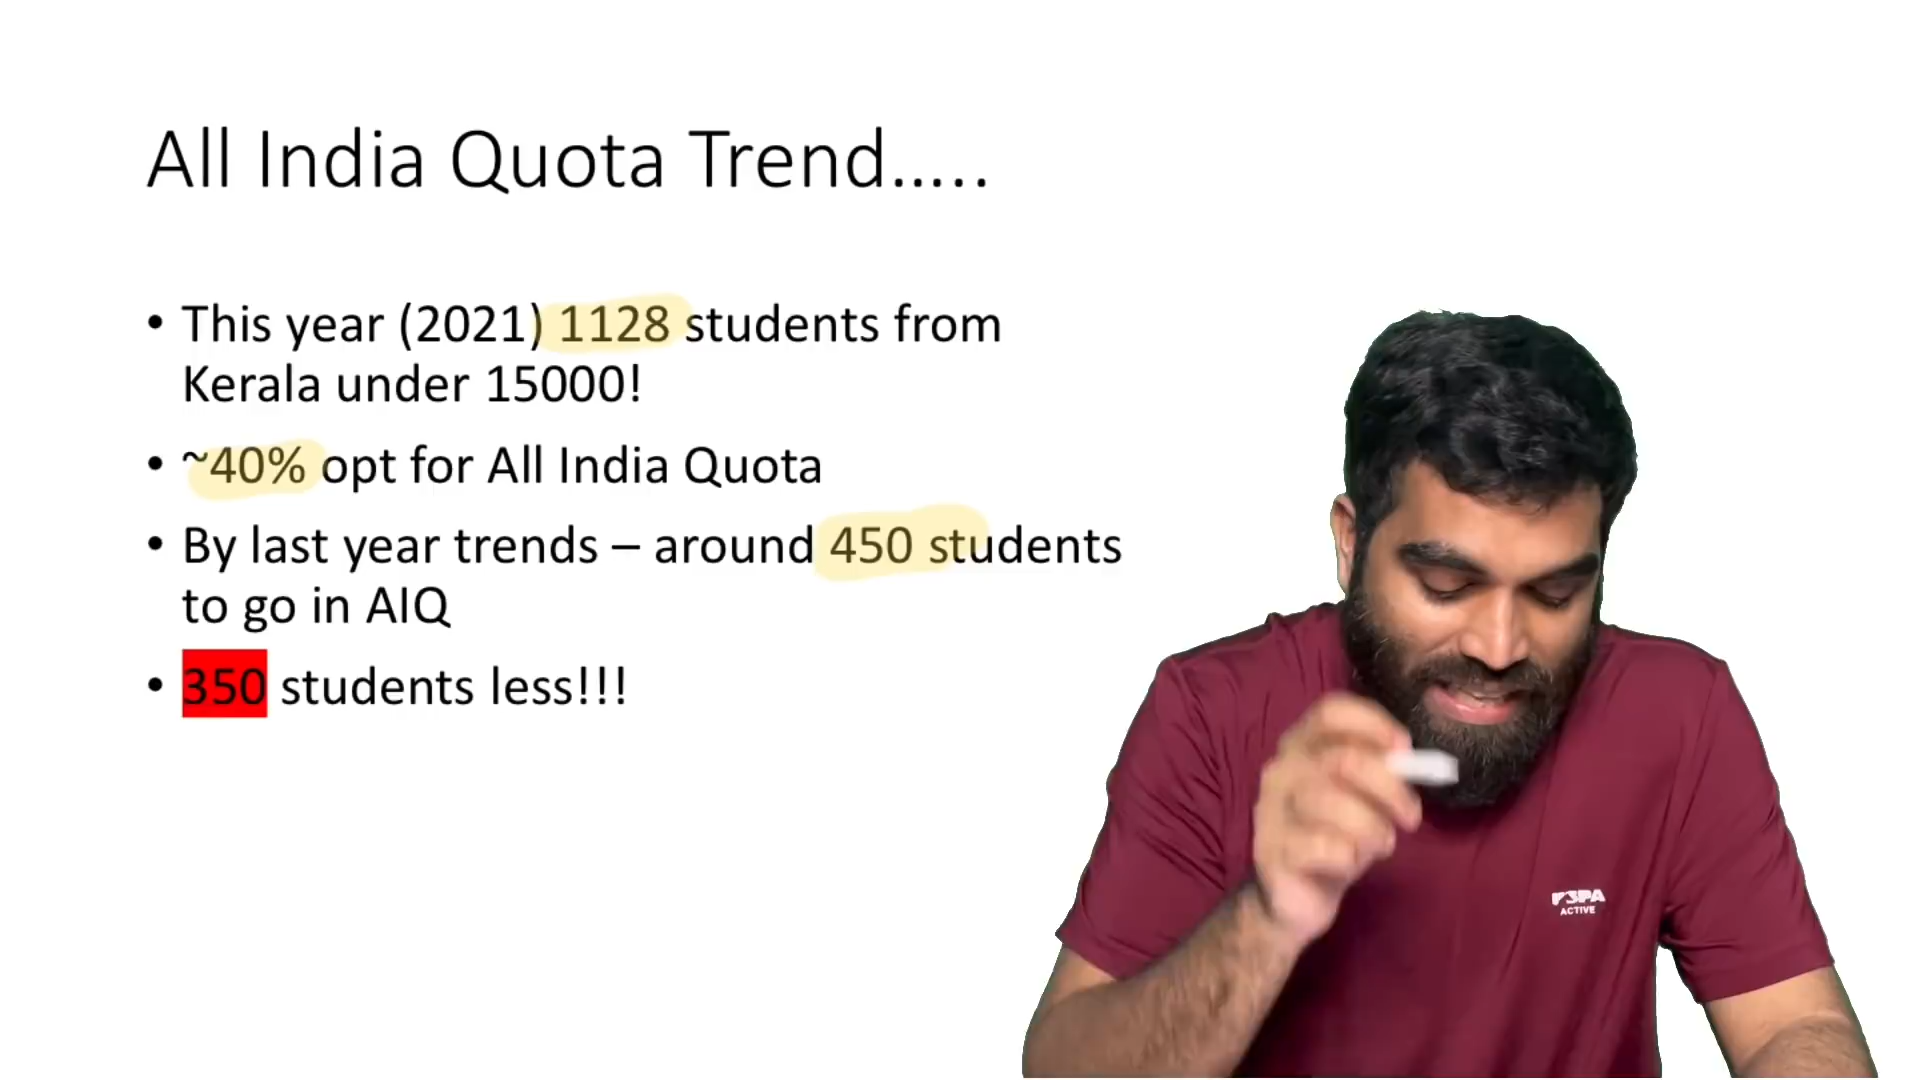 All India Quota Trend.....
• This year (2021) 1128 students from
Kerala under 15000!
• ~40% opt for All India Quota
• By last year trends – around 450 students
to go in AIQ
• 350 students less!!!
ACTIVE